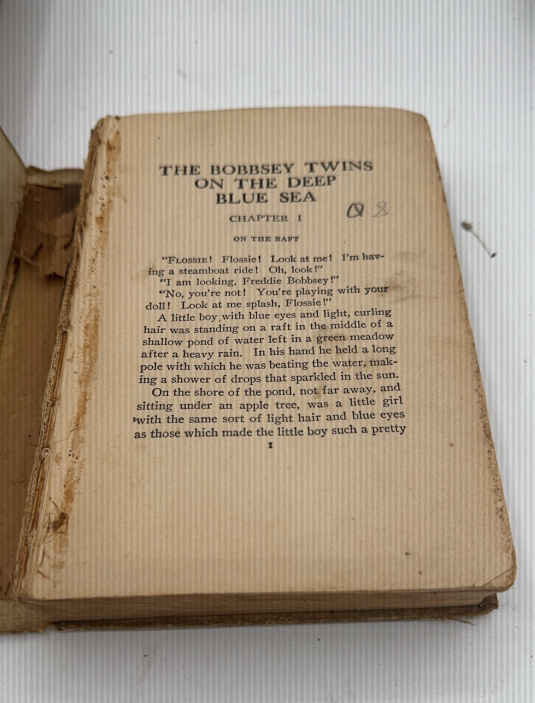 THE BOBBSEY TWINS
ON THE DEEP
BLUE SEA
CHAPTER I
ON THE RAFT
"FLOSSIE! Flossie! Look at me! I'm hav-
ing a steamboat ride! Oh, look!"
"I am looking, Freddie Bobbsey!"
"No, you're not! You're playing with your
doll! Look at me splash, Flossie!"
A little boy with blue eyes and light, curling
hair was standing on a raft in the middle of a
shallow pond of water left in a green meadow
after a heavy rain. In his hand he held a long
pole with which he was beating the water, mak-
ing a shower of drops that sparkled in the sun.
On the shore of the pond, not far away, and
sitting under an apple tree, was a little girl
with the same sort of light hair and blue eyes
as those which made the little boy such a pretty
1